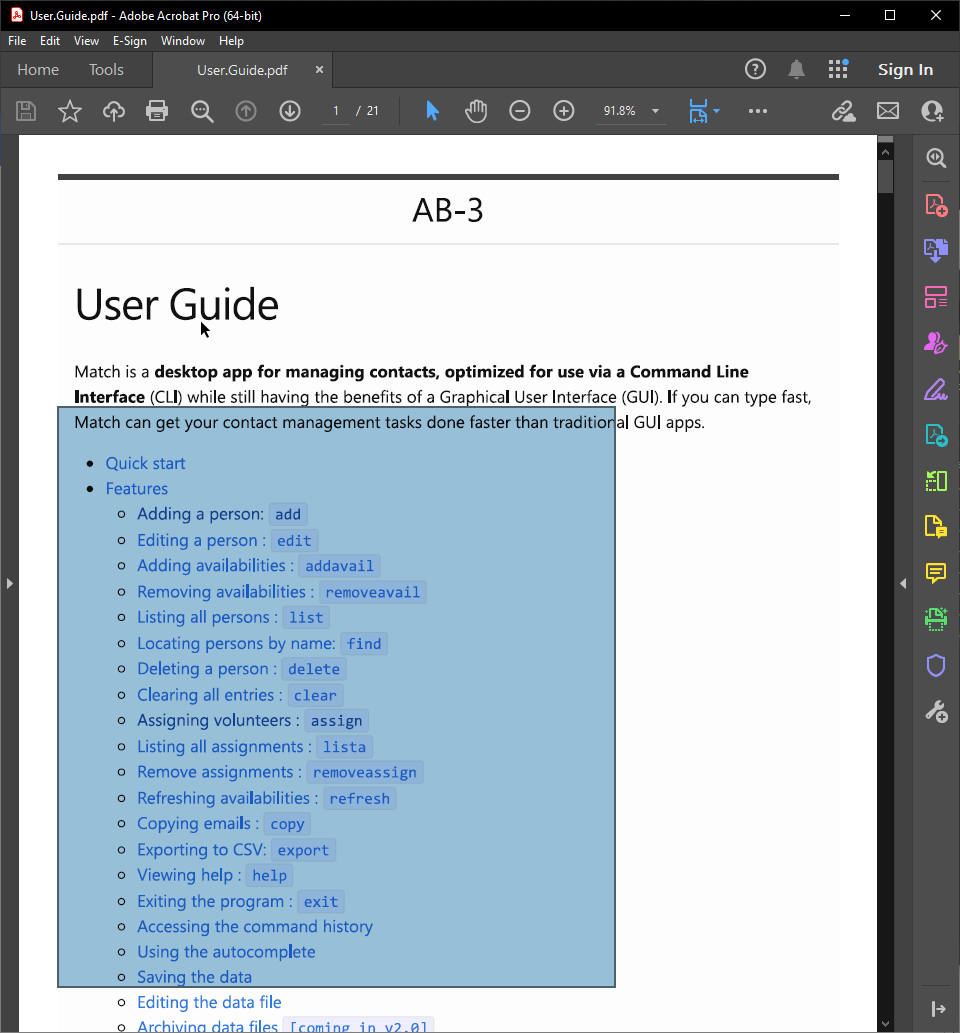 User.Guide.pdf - Adobe Acrobat Pro (64-bit)
File Edit View E-Sign Window Help
Home Tools User.Guide.pdf × Sign In
1 / 21 91.8%
AB-3
User Guide
Match is a desktop app for managing contacts, optimized for use via a Command Line
Interface (CLI) while still having the benefits of a Graphical User Interface (GUI). If you can type fast,
Match can get your contact management tasks done faster than traditional GUI apps.
Quick start
Features
Adding a person: add
Editing a person : edit
Adding availabilities : addavail
Removing availabilities : removeavail
Listing all persons : list
Locating persons by name: find
Deleting a person : delete
Clearing all entries : clear
Assigning volunteers : assign
Listing all assignments : lista
Remove assignments : removeassign
Refreshing availabilities : refresh
Copying emails : copy
Exporting to CSV: export
Viewing help : help
Exiting the program : exit
Accessing the command history
Using the autocomplete
Saving the data
Editing the data file
Archiving data files [coming in v2.0]